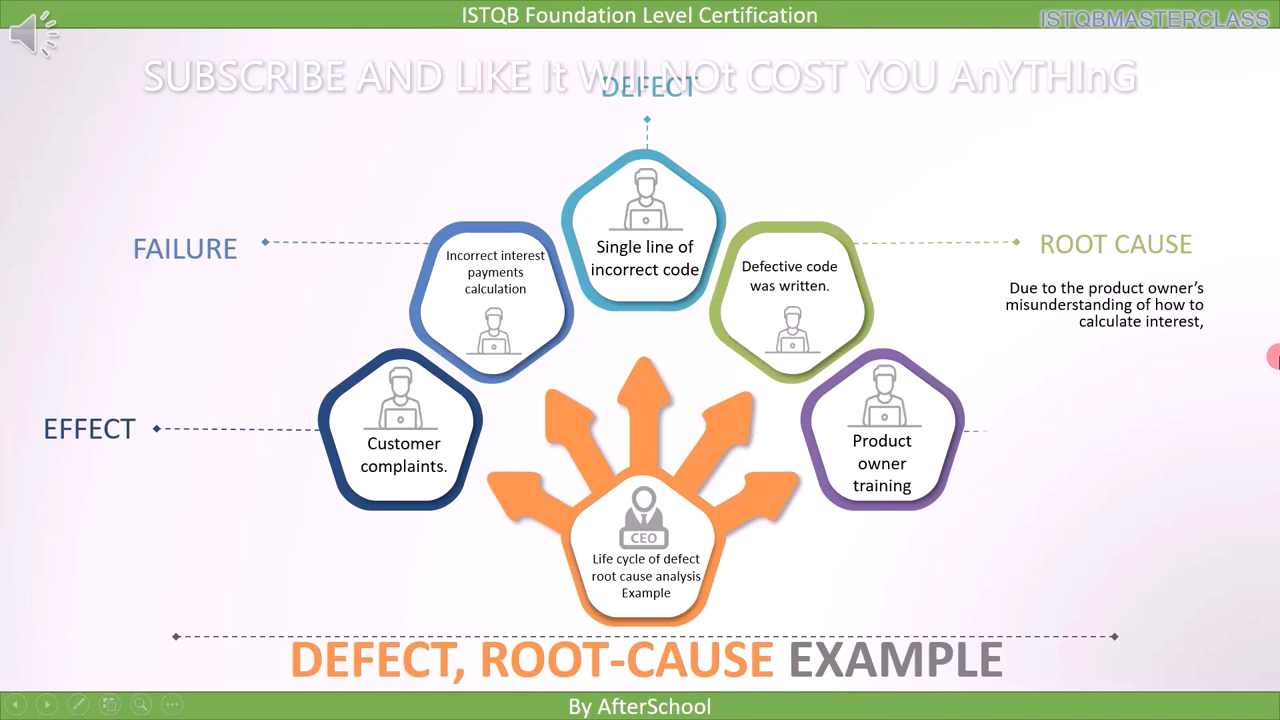 ISTQB Foundation Level Certification
ISTQBMASTERCLASS
SUBSCRIBE AND LIKE It WIll NOt COST YOU AnYTHInG
DEFECT
FAILURE
Incorrect interest
payments
calculation
Single line of
incorrect code
Defective code
was written.
ROOT CAUSE
Due to the product owner’s
misunderstanding of how to
calculate interest,
EFFECT
Customer
complaints.
Product
owner
training
CEO
Life cycle of defect
root cause analysis
Example
DEFECT, ROOT-CAUSE EXAMPLE
By AfterSchool